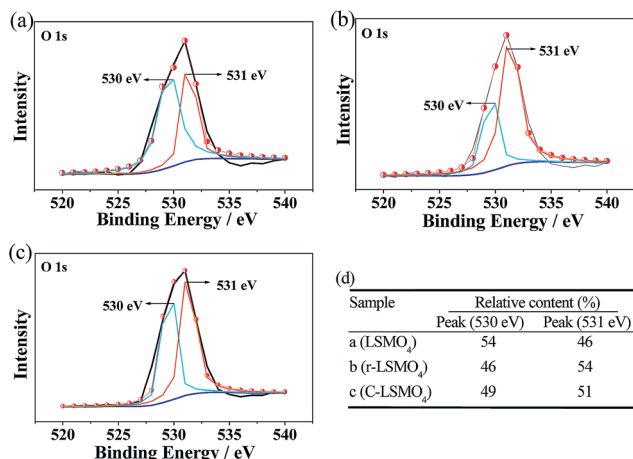 (a)
O 1s
530 eV
531 eV
Intensity
520 525 530 535 540
Binding Energy / eV
(b)
O 1s
531 eV
530 eV
Intensity
520 525 530 535 540
Binding Energy / eV
(c)
O 1s
531 eV
530 eV
Intensity
520 525 530 535 540
Binding Energy / eV
(d)
Sample Relative content (%)
Peak (530 eV) Peak (531 eV)
a (LSMO₄) 54 46
b (r-LSMO₄) 46 54
c (C-LSMO₄) 49 51